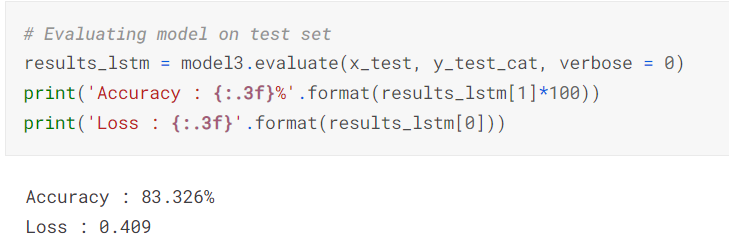 # Evaluating model on test set
results_lstm = model3.evaluate(x_test, y_test_cat, verbose = 0)
print('Accuracy : {:.3f}%'.format(results_lstm[1]*100))
print('Loss : {:.3f}'.format(results_lstm[0]))
Accuracy : 83.326%
Loss : 0.409